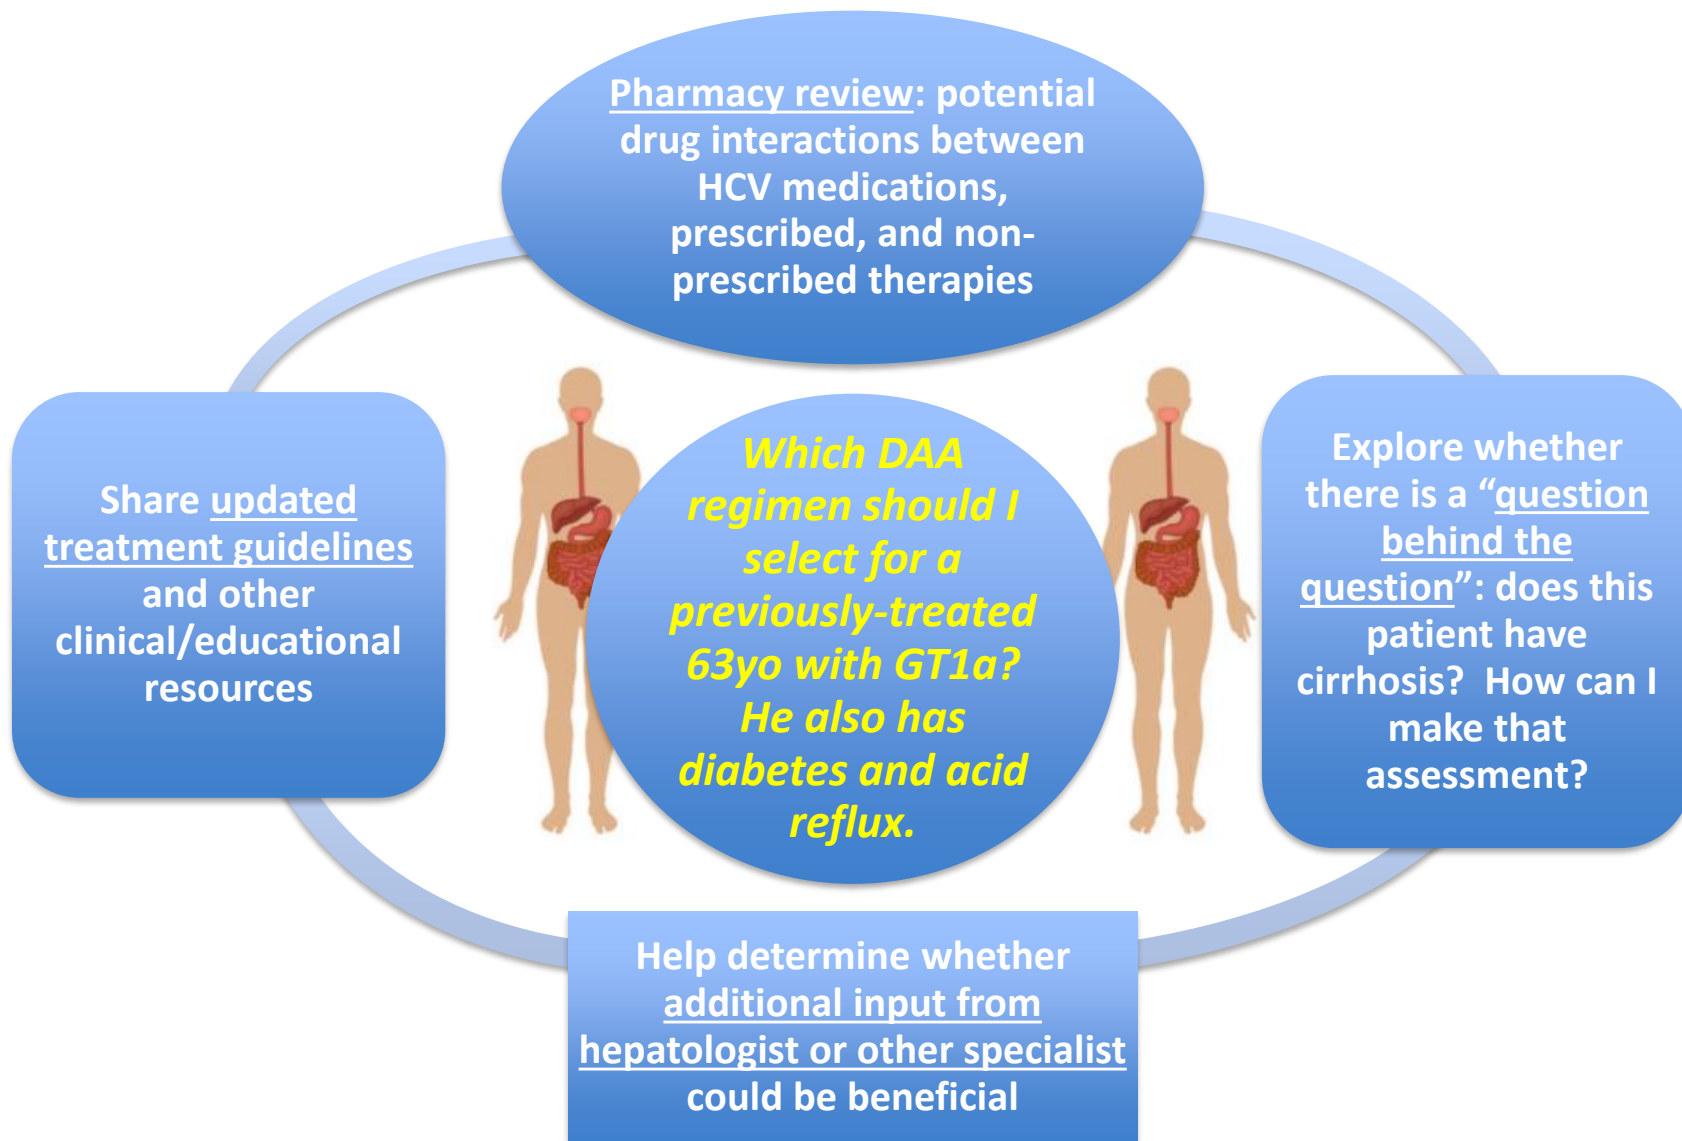 Pharmacy review: potential
drug interactions between
HCV medications,
prescribed, and non-
prescribed therapies
Share updated
treatment guidelines
and other
clinical/educational
resources
Which DAA
regimen should I
select for a
previously-treated
63yo with GT1a?
He also has
diabetes and acid
reflux.
Explore whether
there is a “question
behind the
question”: does this
patient have
cirrhosis?  How can I
make that
assessment?
Help determine whether
additional input from
hepatologist or other specialist
could be beneficial